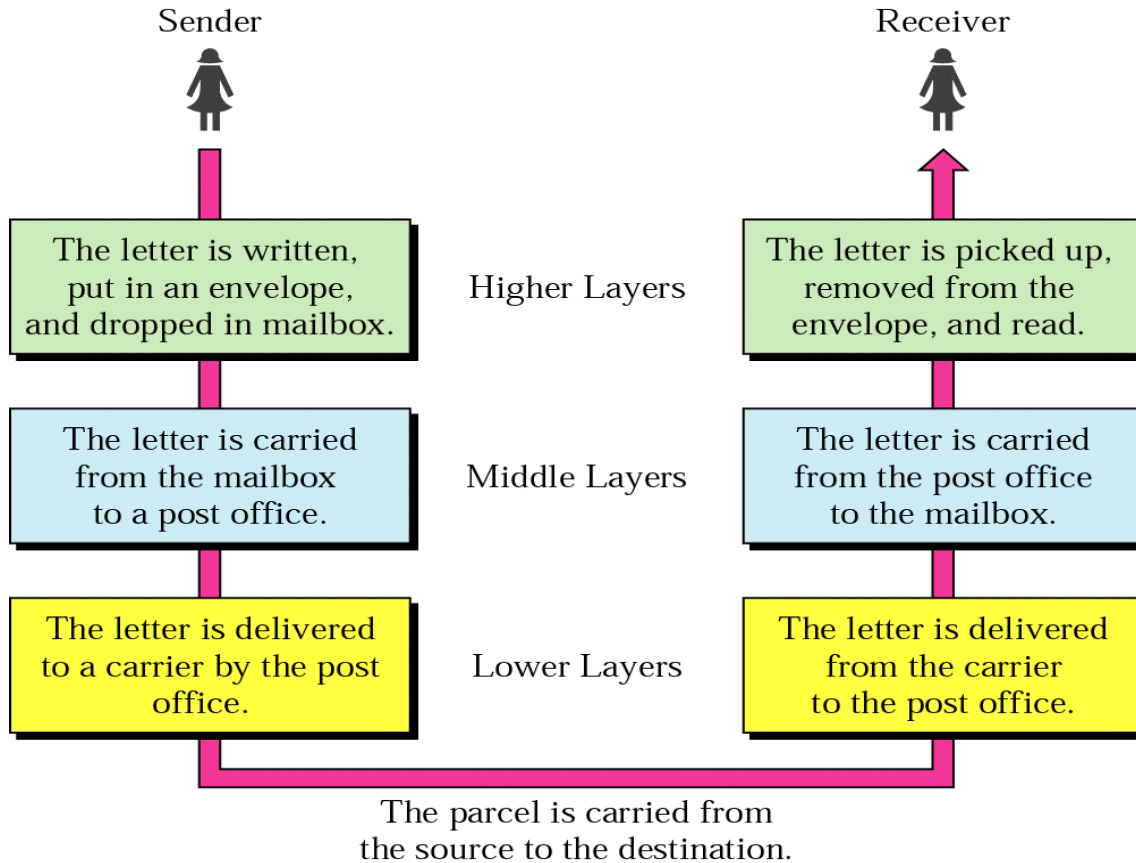 Sender
Receiver
The letter is written,
put in an envelope,
and dropped in mailbox.
Higher Layers
The letter is picked up,
removed from the
envelope, and read.
The letter is carried
from the mailbox
to a post office.
Middle Layers
The letter is carried
from the post office
to the mailbox.
The letter is delivered
to a carrier by the post
office.
Lower Layers
The letter is delivered
from the carrier
to the post office.
The parcel is carried from
the source to the destination.